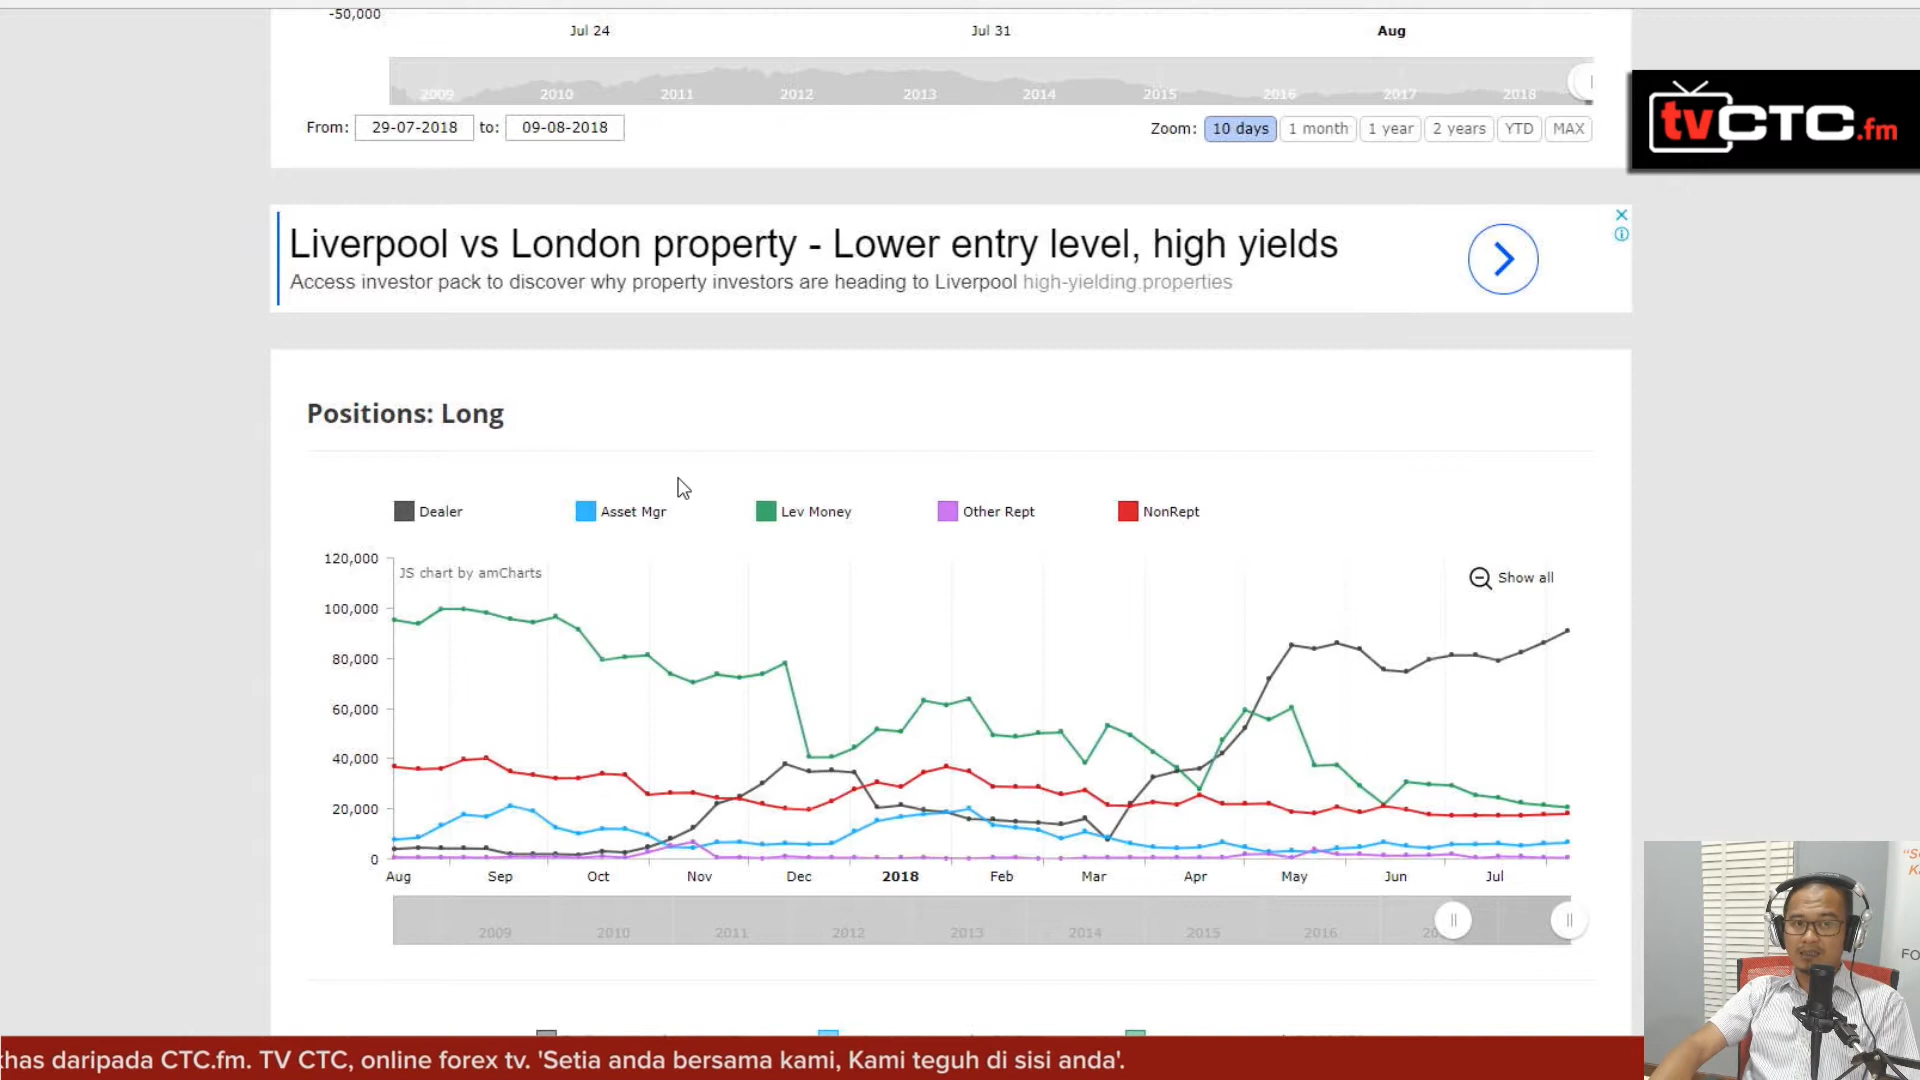 -50,000
Jul 24 Jul 31 Aug
2009 2010 2011 2012 2013 2014 2015 2016 2017 2018
From: 29-07-2018 to: 09-08-2018 Zoom: 10 days 1 month 1 year 2 years YTD MAX
tvCTC.fm
Liverpool vs London property - Lower entry level, high yields
Access investor pack to discover why property investors are heading to Liverpool high-yielding.properties
Positions: Long
Dealer Asset Mgr Lev Money Other Rept NonRept
120,000
JS chart by amCharts
Show all
100,000
80,000
60,000
40,000
20,000
0
Aug Sep Oct Nov Dec 2018 Feb Mar Apr May Jun Jul
2009 2010 2011 2012 2013 2014 2015 2016 20
"S
K
FO
has daripada CTC.fm. TV CTC, online forex tv. 'Setia anda bersama kami, Kami teguh di sisi anda'.